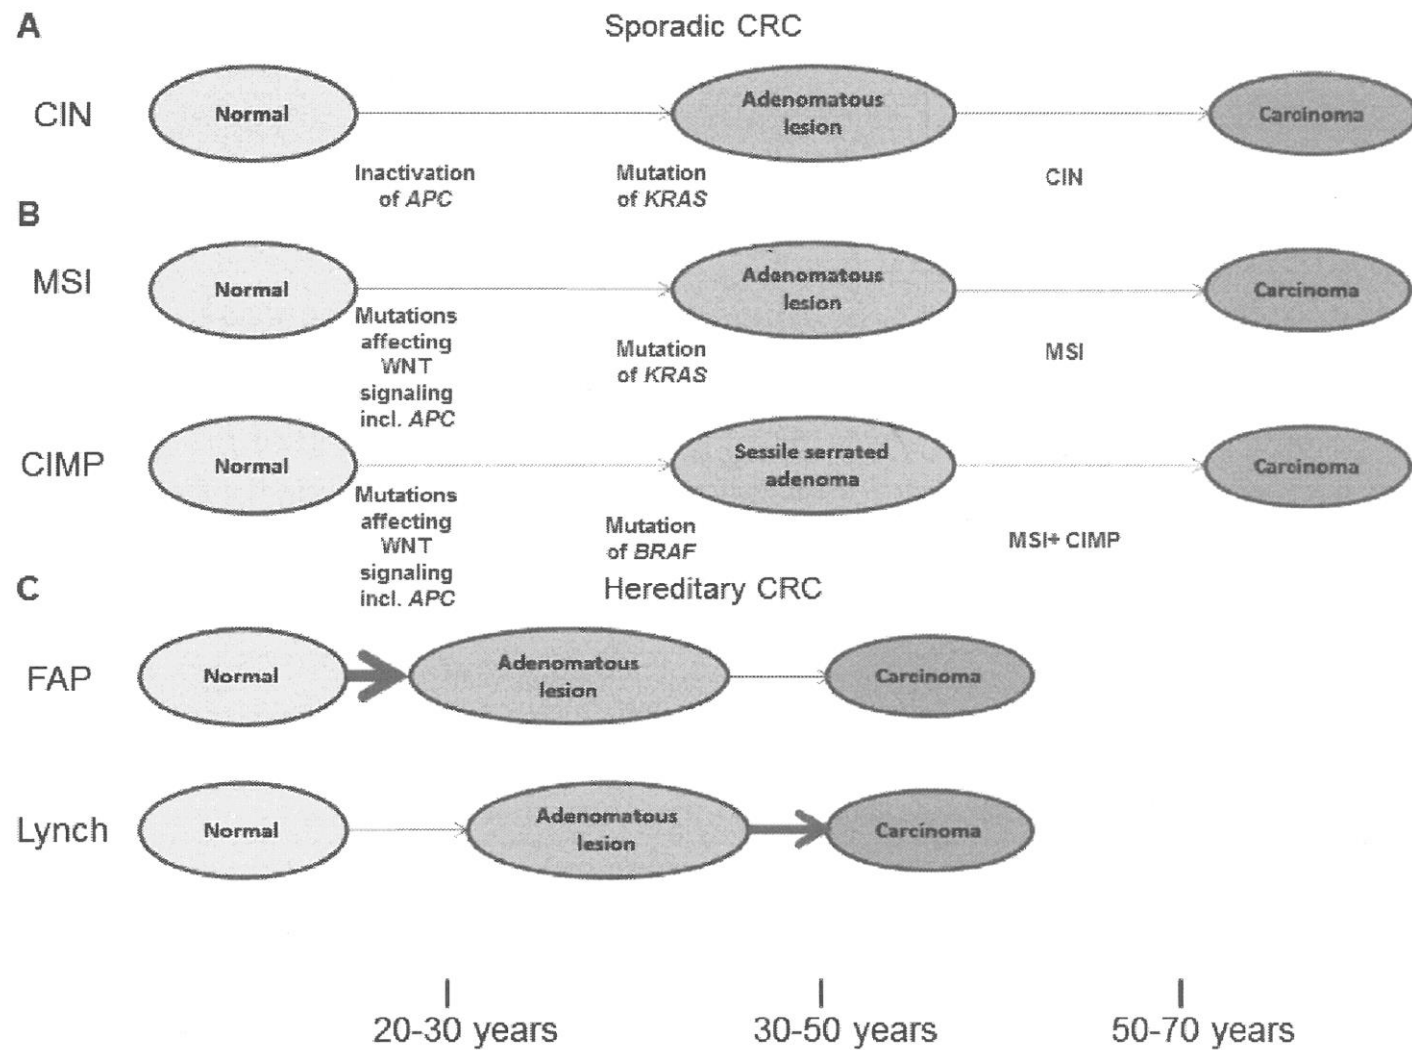 A
Sporadic CRC
CIN
Normal
Adenomatous
lesion
Carcinoma
Inactivation
of APC
Mutation
of KRAS
CIN
B
MSI
Normal
Adenomatous
lesion
Carcinoma
Mutations
affecting
WNT
signaling
incl. APC
Mutation
of KRAS
MSI
CIMP
Normal
Sessile serrated
adenoma
Carcinoma
Mutations
affecting
WNT
signaling
incl. APC
Mutation
of BRAF
MSI+ CIMP
C
Hereditary CRC
FAP
Normal
Adenomatous
lesion
Carcinoma
Lynch
Normal
Adenomatous
lesion
Carcinoma
20-30 years
30-50 years
50-70 years